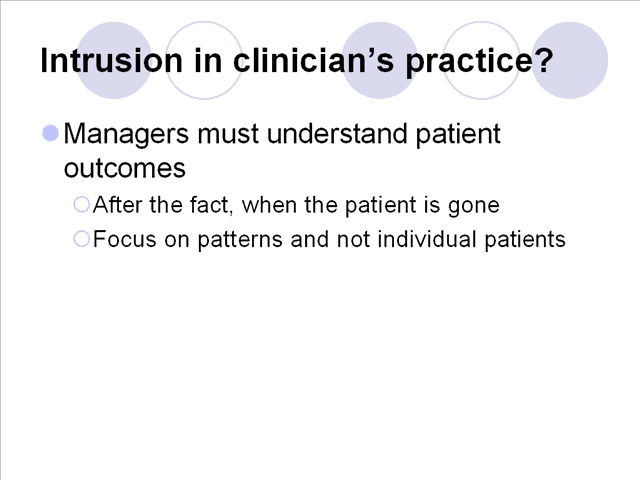 Intrusion in clinician’s practice?
Managers must understand patient
outcomes
After the fact, when the patient is gone
Focus on patterns and not individual patients